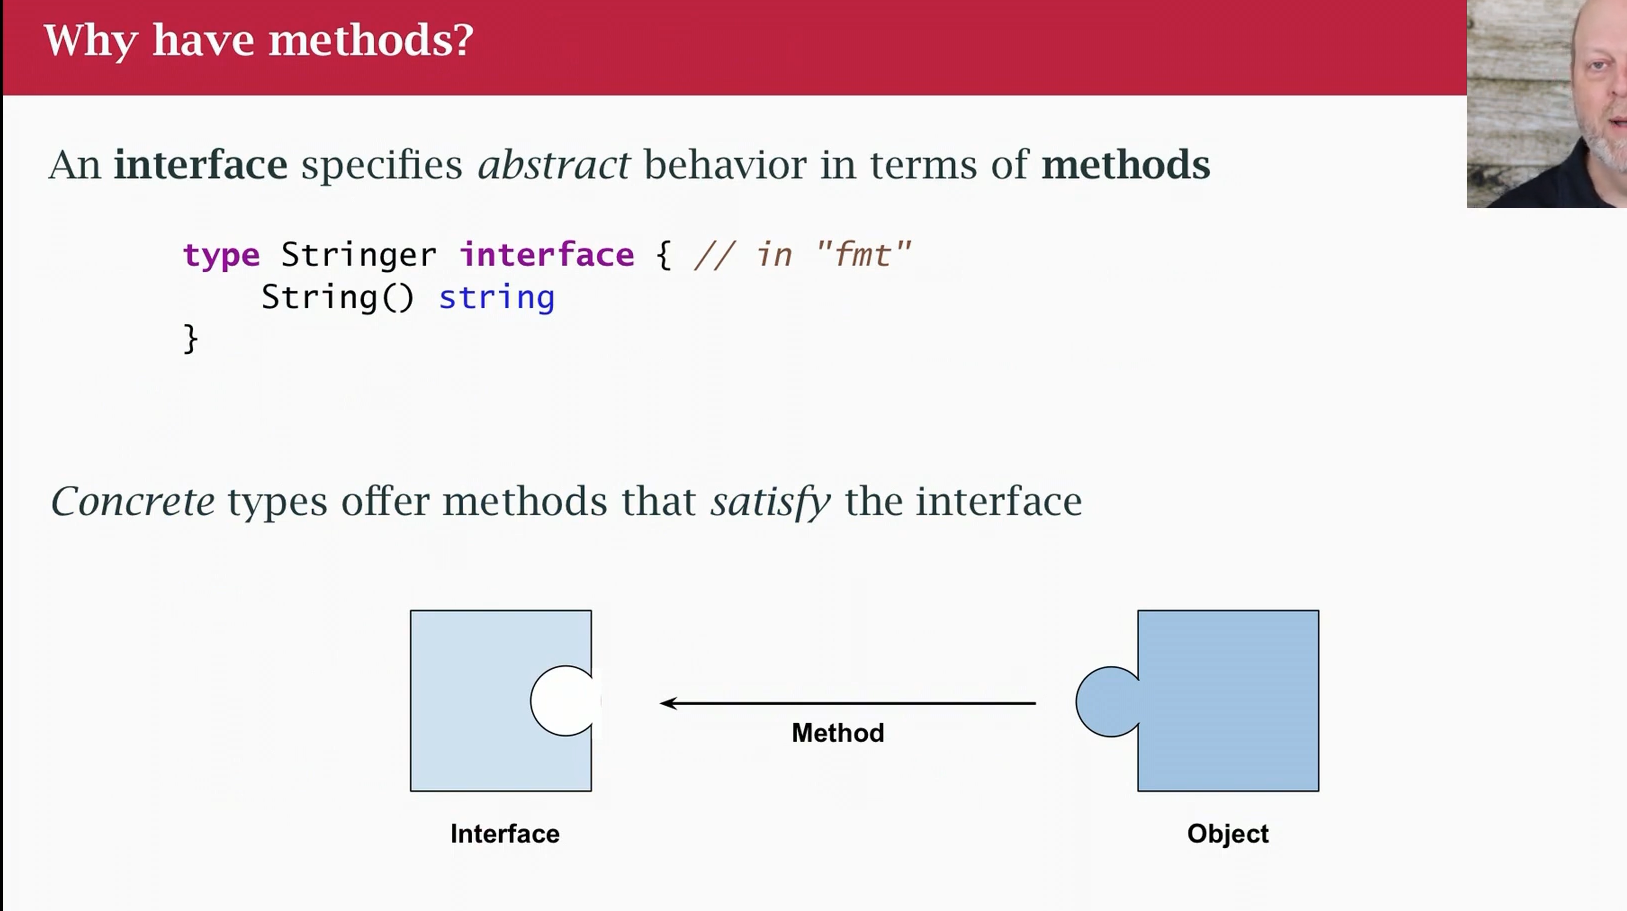 Why have methods?
An interface specifies abstract behavior in terms of methods
type Stringer interface { // in "fmt"
    String() string
}
Concrete types offer methods that satisfy the interface
Method
Interface
Object